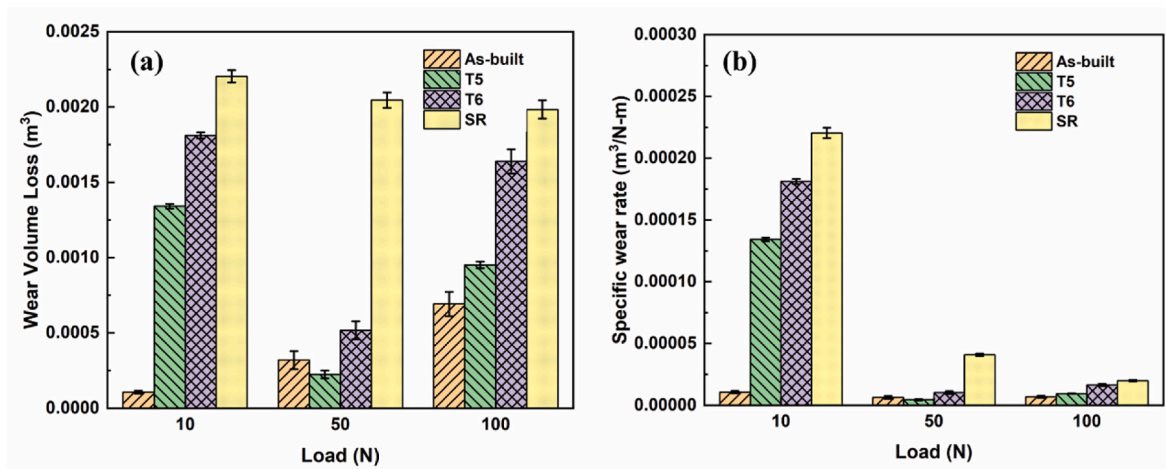 (a)
As-built
T5
T6
SR
Wear Volume Loss (m³)
0.0025
0.0020
0.0015
0.0010
0.0005
0.0000
10
50
100
Load (N)
(b)
As-built
T5
T6
SR
Specific wear rate (m³/N-m)
0.00030
0.00025
0.00020
0.00015
0.00010
0.00005
0.00000
10
50
100
Load (N)